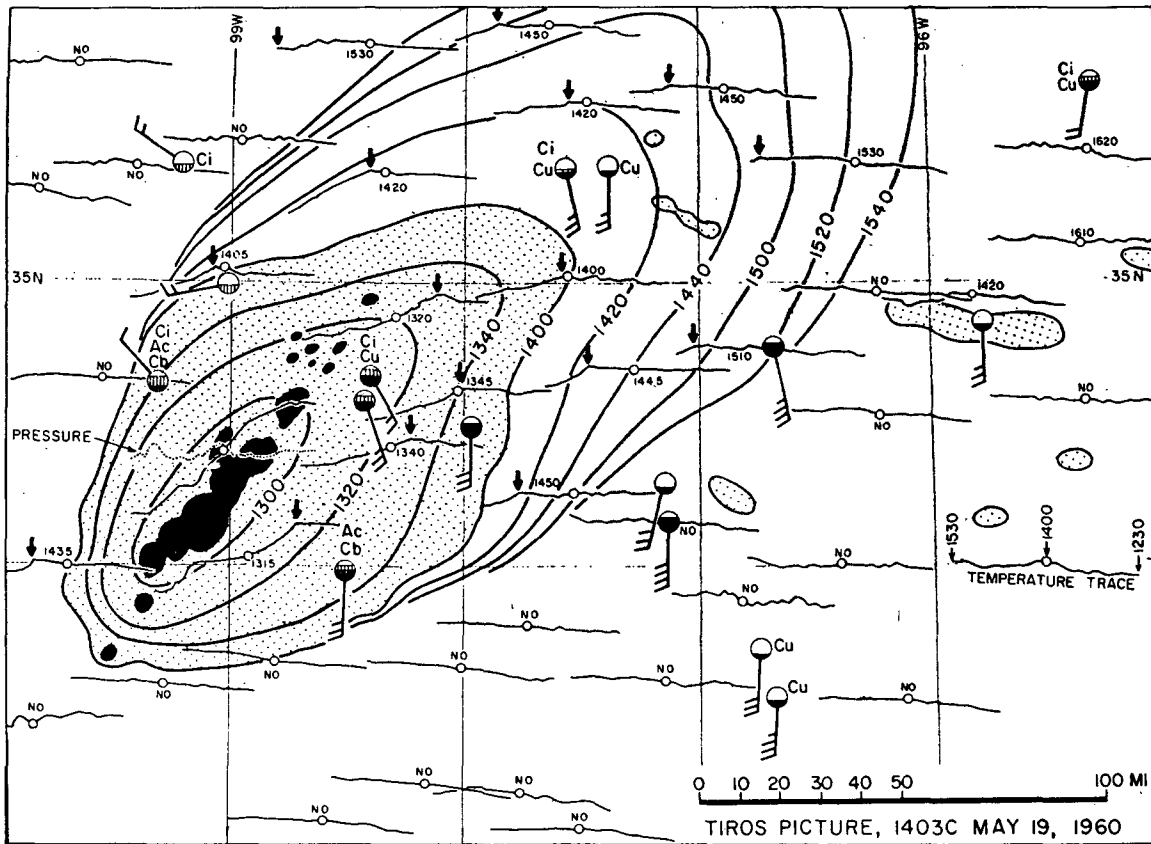 99W
96W
NO
1530
1450
Ci
Cu
1450
1420
NO
Ci
NO
NO
1420
Ci
Cu
Cu
1530
1620
NO
1405
35N
1400
1540
1520
1500
1440
1420
1400
1340
1610
35N
NO
1420
1320
Ci
Ac
Cb
NO
Ci
Cu
1345
1445
1510
NO
NO
PRESSURE
1340
1300
1320
1450
NO
1435
1315
Ac
Cb
NO
NO
1530
1400
1230
TEMPERATURE TRACE
NO
NO
NO
NO
NO
NO
NO
NO
Cu
Cu
NO
NO
NO
NO
NO
0 10 20 30 40 50 100 MI
TIROS PICTURE, 1403C MAY 19, 1960